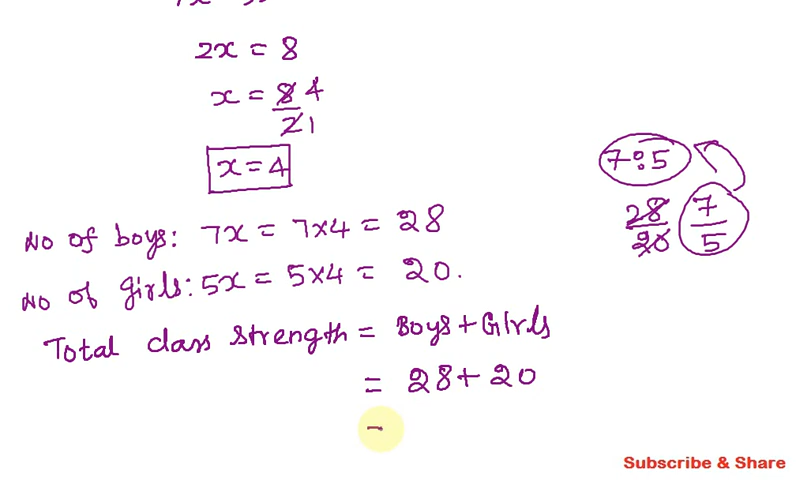 2x = 8
x = 8 4
2 1
x = 4
7:5
28 7
20 5
No of boys: 7x = 7x4 = 28
No of girls: 5x = 5x4 = 20.
Total class strength = Boys + Girls
= 28 + 20
Subscribe & Share